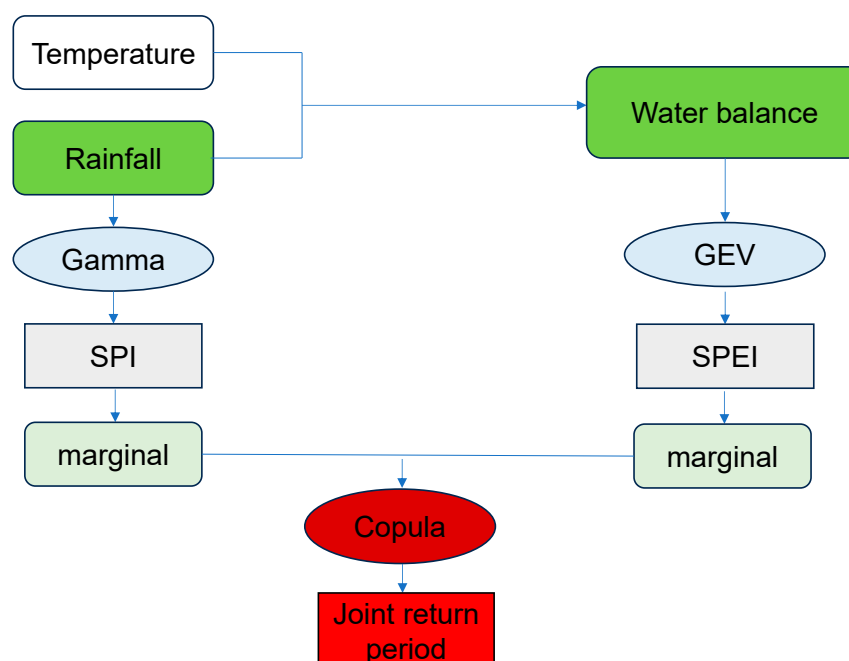 Temperature
Water balance
Rainfall
Gamma
GEV
SPI
SPEI
marginal
marginal
Copula
Joint return
period